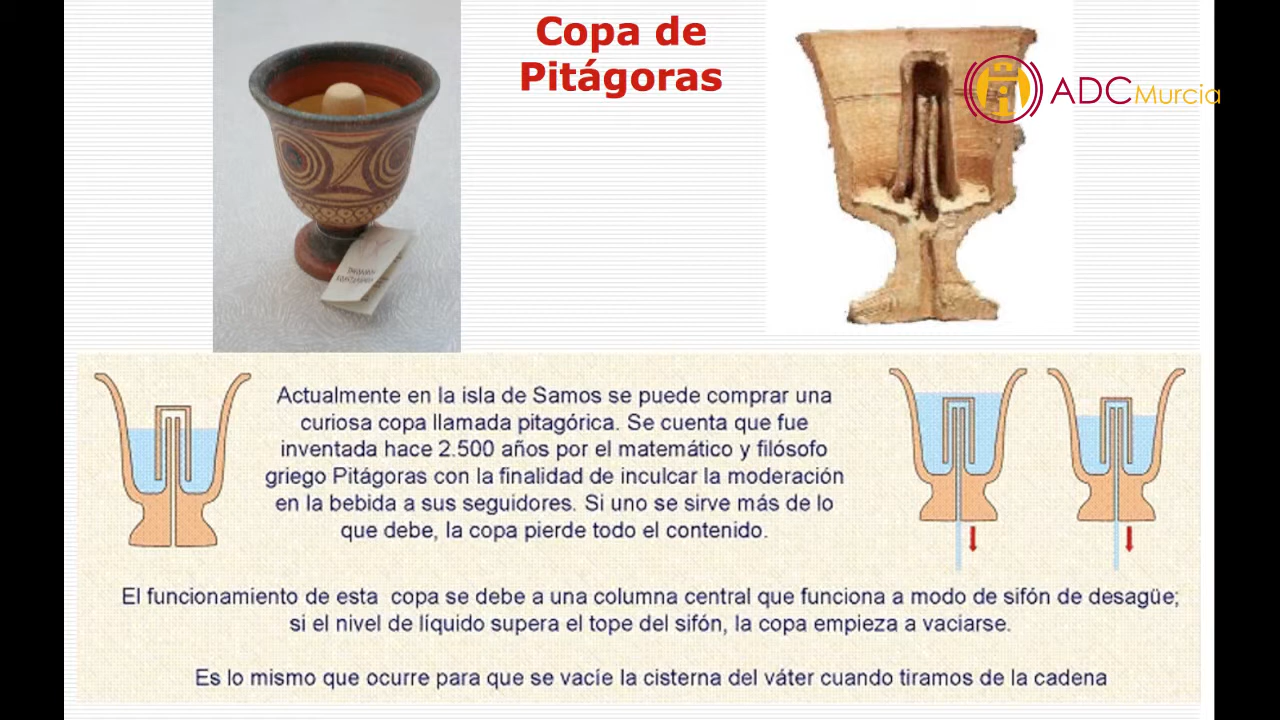 Copa de
Pitágoras
ADCMurcia
Actualmente en la isla de Samos se puede comprar una
curiosa copa llamada pitagórica. Se cuenta que fue
inventada hace 2.500 años por el matemático y filósofo
griego Pitágoras con la finalidad de inculcar la moderación
en la bebida a sus seguidores. Si uno se sirve más de lo
que debe, la copa pierde todo el contenido.
El funcionamiento de esta copa se debe a una columna central que funciona a modo de sifón de desagüe;
si el nivel de líquido supera el tope del sifón, la copa empieza a vaciarse.
Es lo mismo que ocurre para que se vacíe la cisterna del váter cuando tiramos de la cadena